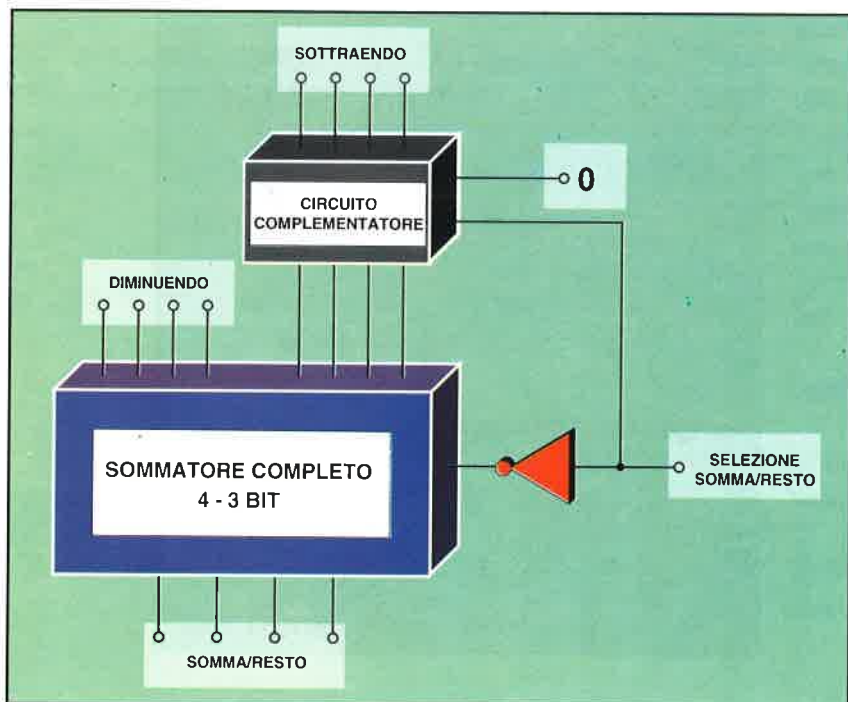 SOTTRAENDO
0
CIRCUITO
COMPLEMENTATORE
DIMINUENDO
SOMMATORE COMPLETO
4 - 3 BIT
SELEZIONE
SOMMA/RESTO
SOMMA/RESTO